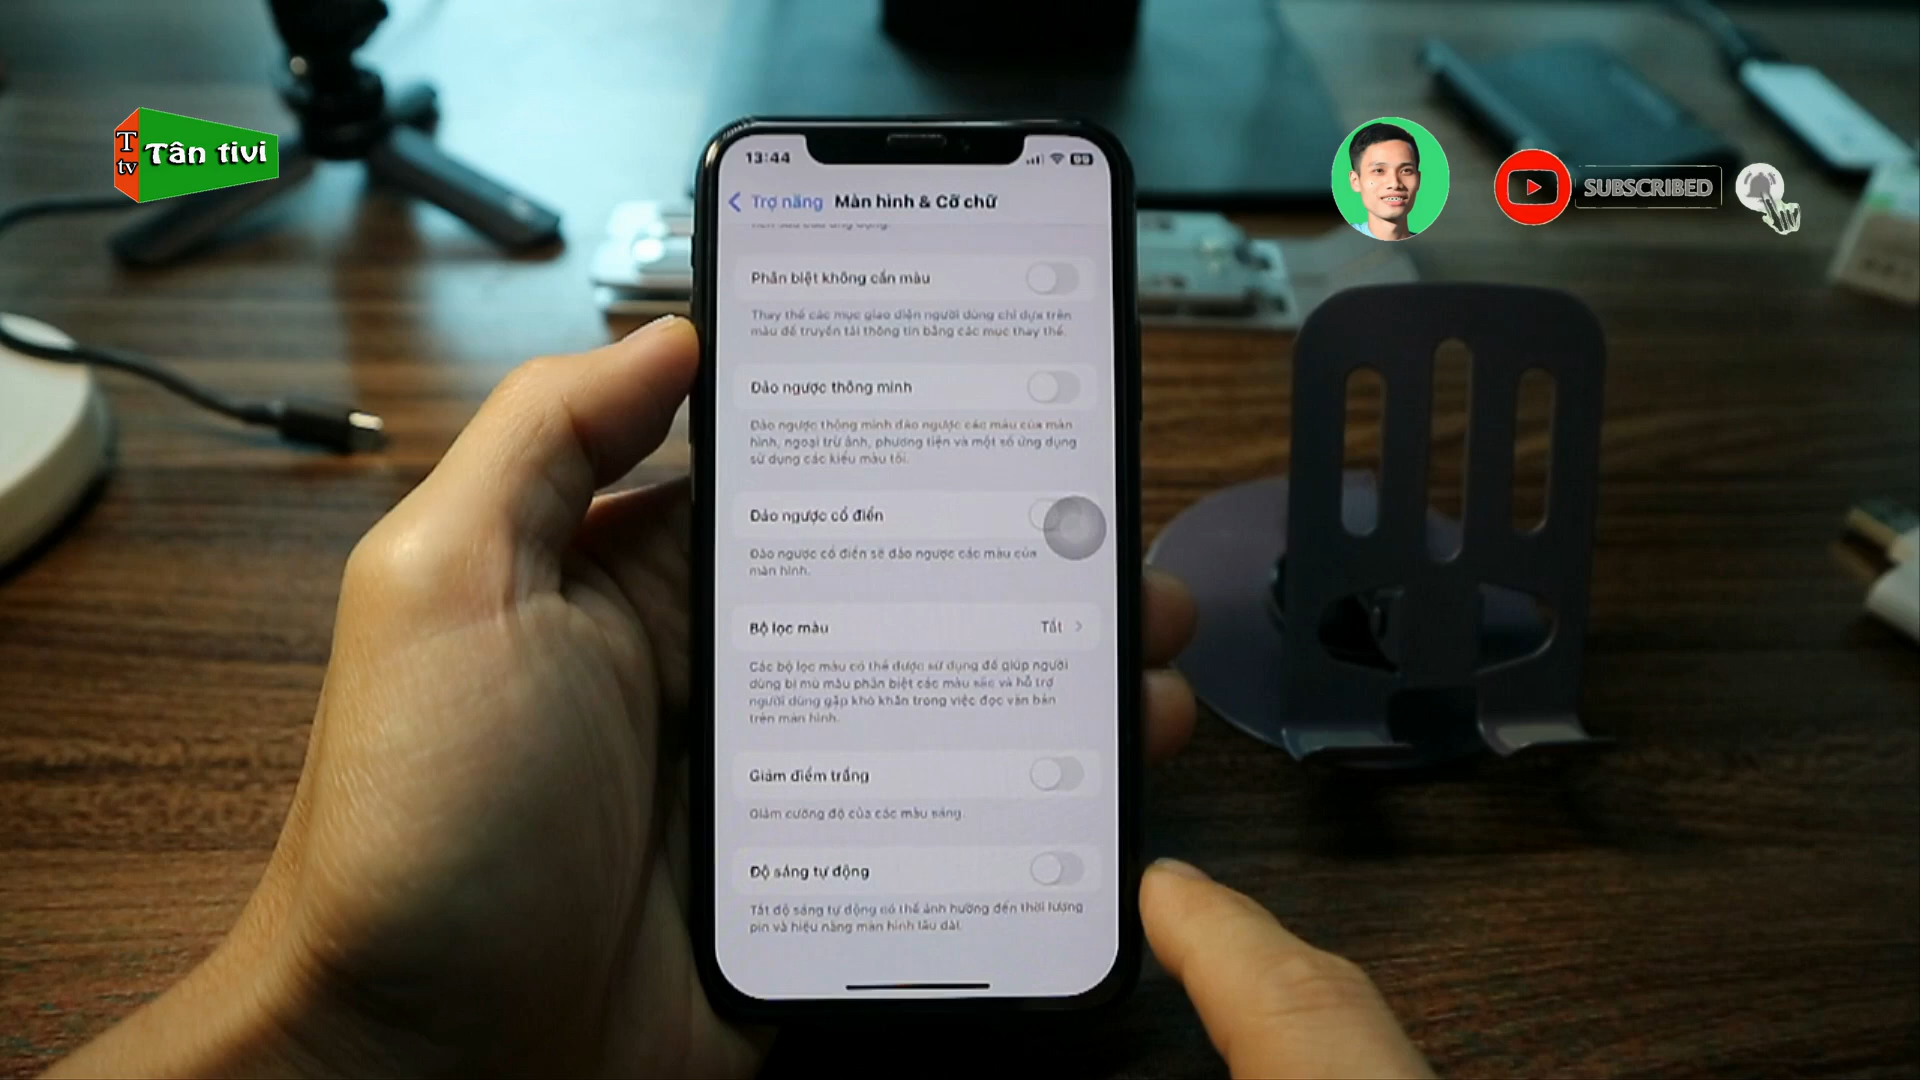 T
tv
Tân tivi
SUBSCRIBED
13:44
Trợ năng Màn hình & Cỡ chữ
Phân biệt không cần màu
Thay thế các mục giao diện người dùng chỉ dựa trên
màu để truyền tải thông tin bằng các mục thay thế.
Đảo ngược thông minh
Đảo ngược thông minh đảo ngược các màu của màn
hình, ngoại trừ ảnh, phương tiện và một số ứng dụng
sử dụng các kiểu màu tối.
Đảo ngược cổ điển
Đảo ngược cổ điển sẽ đảo ngược các màu của
màn hình.
Bộ lọc màu Tắt
Các bộ lọc màu có thể được sử dụng để giúp người
dùng bị mù màu phân biệt các màu sắc và hỗ trợ
người dùng gặp khó khăn trong việc đọc văn bản
trên màn hình.
Giảm điểm trắng
Giảm cường độ của các màu sáng.
Độ sáng tự động
Tắt độ sáng tự động có thể ảnh hưởng đến thời lượng
pin và hiệu năng màn hình lâu dài.